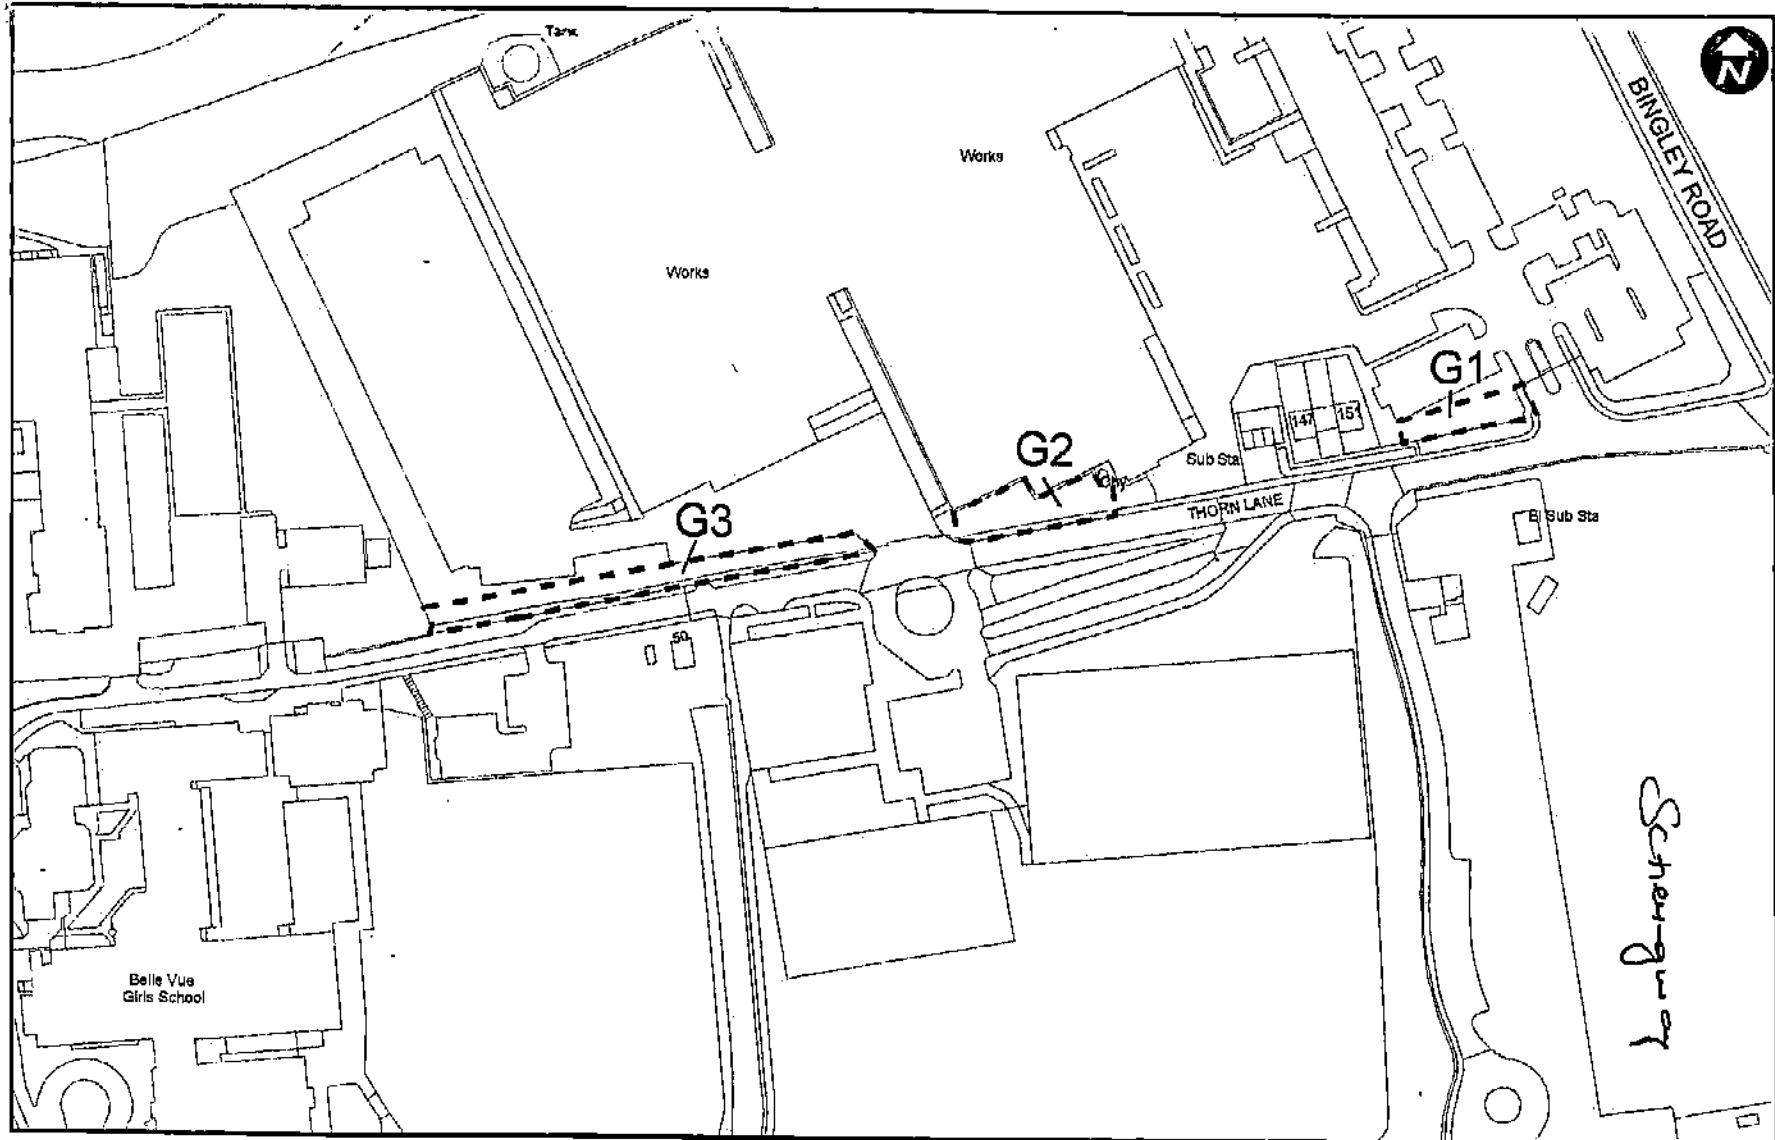 Tank
N
BINGLEY ROAD
Works
Works
G1
147
151
G2
Sub Sta
THORN LANE
El Sub Sta
G3
50
Belle Vue
Girls School